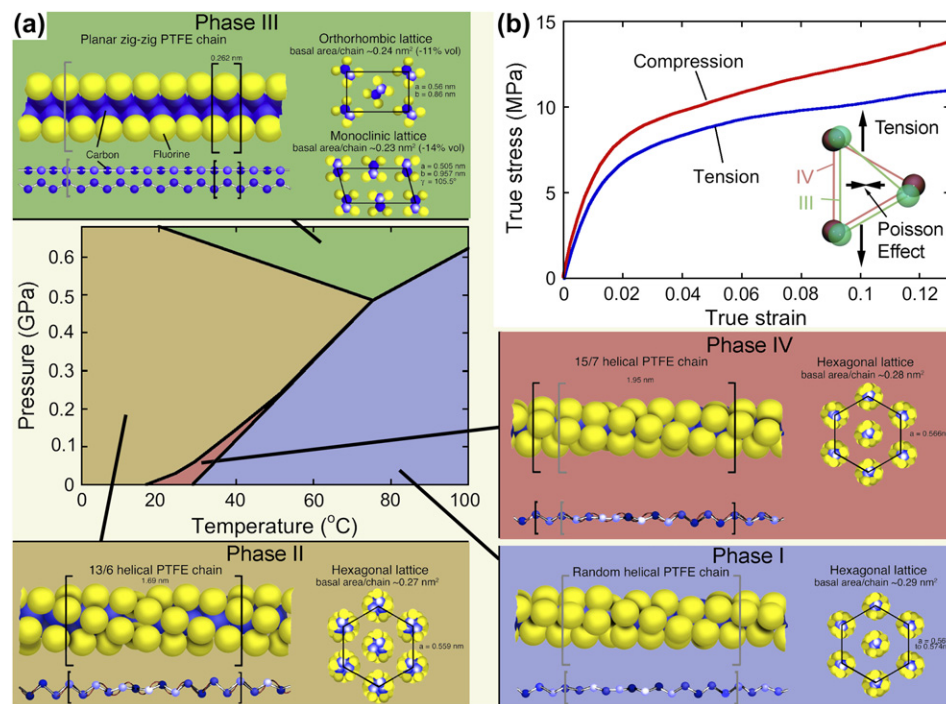 (a)
Phase III
Planar zig-zig PTFE chain
0.262 nm
Carbon
Fluorine
Orthorhombic lattice
basal area/chain ~0.24 nm² (-11% vol)
a = 0.56 nm
b = 0.86 nm
Monoclinic lattice
basal area/chain ~0.23 nm² (-14% vol)
a = 0.505 nm
b = 0.957 nm
γ = 105.5°
Pressure (GPa)
0.6
0.5
0.4
0.3
0.2
0.1
0
0
20
40
60
80
100
Temperature (°C)
Phase II
13/6 helical PTFE chain
1.69 nm
Hexagonal lattice
basal area/chain ~0.27 nm²
a = 0.559 nm
(b)
True stress (MPa)
15
10
5
0
Compression
Tension
Tension
IV
III
Poisson
Effect
0
0.02
0.04
0.06
0.08
0.1
0.12
True strain
Phase IV
15/7 helical PTFE chain
1.95 nm
Hexagonal lattice
basal area/chain ~0.28 nm²
a = 0.566n
Phase I
Random helical PTFE chain
Hexagonal lattice
basal area/chain ~0.29 nm²
a = 0.56
to 0.574n